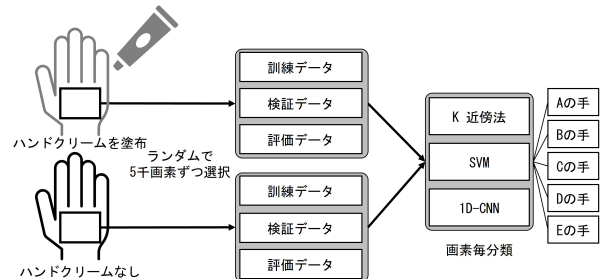 ハンドクリームを塗布
ランダムで
5千画素ずつ選択
ハンドクリームなし
訓練データ
検証データ
評価データ
訓練データ
検証データ
評価データ
K 近傍法
SVM
1D-CNN
画素毎分類
Aの手
Bの手
Cの手
Dの手
Eの手